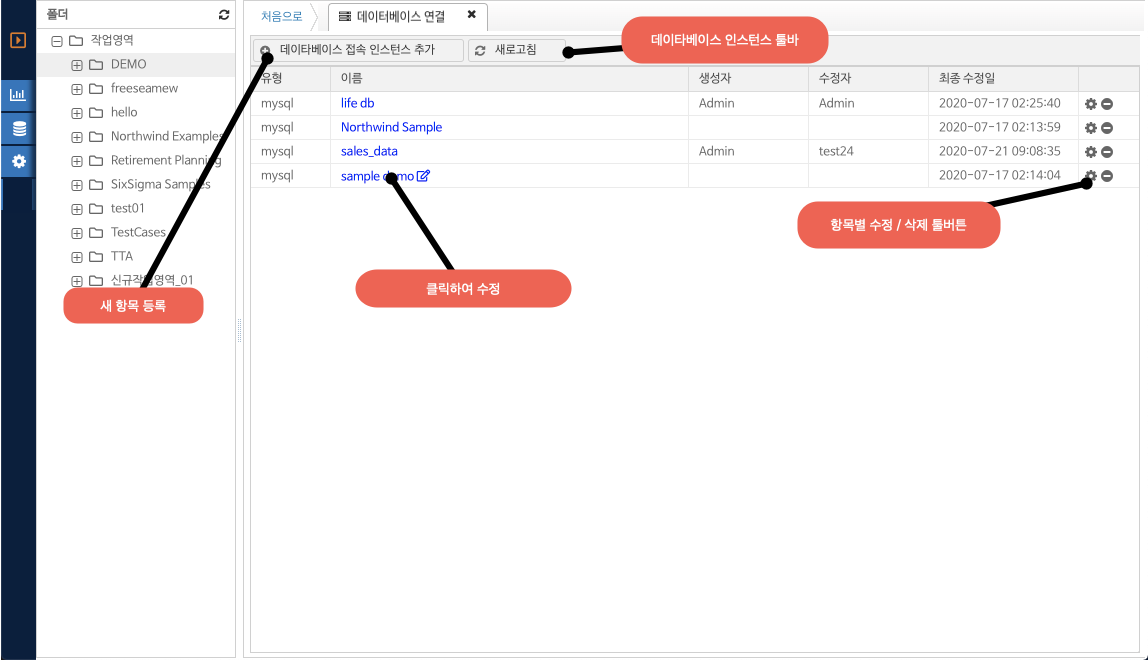 폴더
작업영역
DEMO
freeseamew
hello
Northwind Examples
Retirement Planning
SixSigma Samples
test01
TestCases
TTA
신규작업영역_01
새 항목 등록
처음으로
데이터베이스 연결
데이타베이스 접속 인스턴스 추가
새로고침
데이타베이스 인스턴스 툴바
유형 이름 생성자 수정자 최종 수정일
mysql life db Admin Admin 2020-07-17 02:25:40
mysql Northwind Sample 2020-07-17 02:13:59
mysql sales_data Admin test24 2020-07-21 09:08:35
mysql sample demo 2020-07-17 02:14:04
항목별 수정 / 삭제 툴버튼
클릭하여 수정